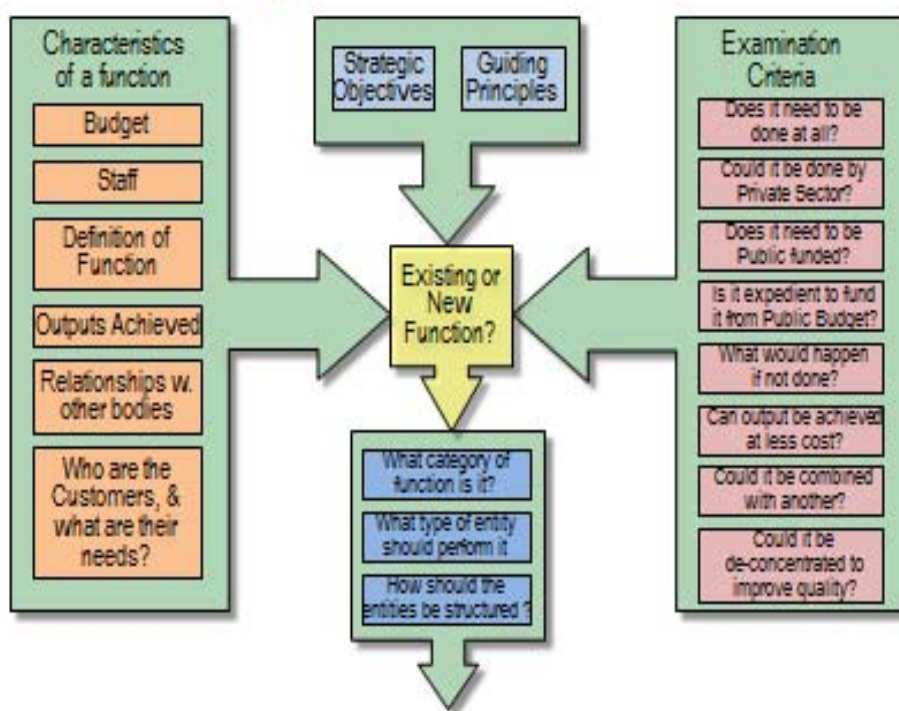 Characteristics
of a function
Budget
Staff
Definition of
Function
Outputs Achieved
Relationships w.
other bodies
Who are the
Customers, &
what are their
needs?
Strategic
Objectives
Guiding
Principles
Existing or
New
Function?
What category of
function is it?
What type of entity
should perform it
How should the
entities be structured ?
Examination
Criteria
Does it need to be
done at all?
Could it be done by
Private Sector?
Does it need to be
Public funded?
Is it expedient to fund
it from Public Budget?
What would happen
if not done?
Can output be achieved
at less cost?
Could it be combined
with another?
Could it be
de-concentrated to
improve quality?